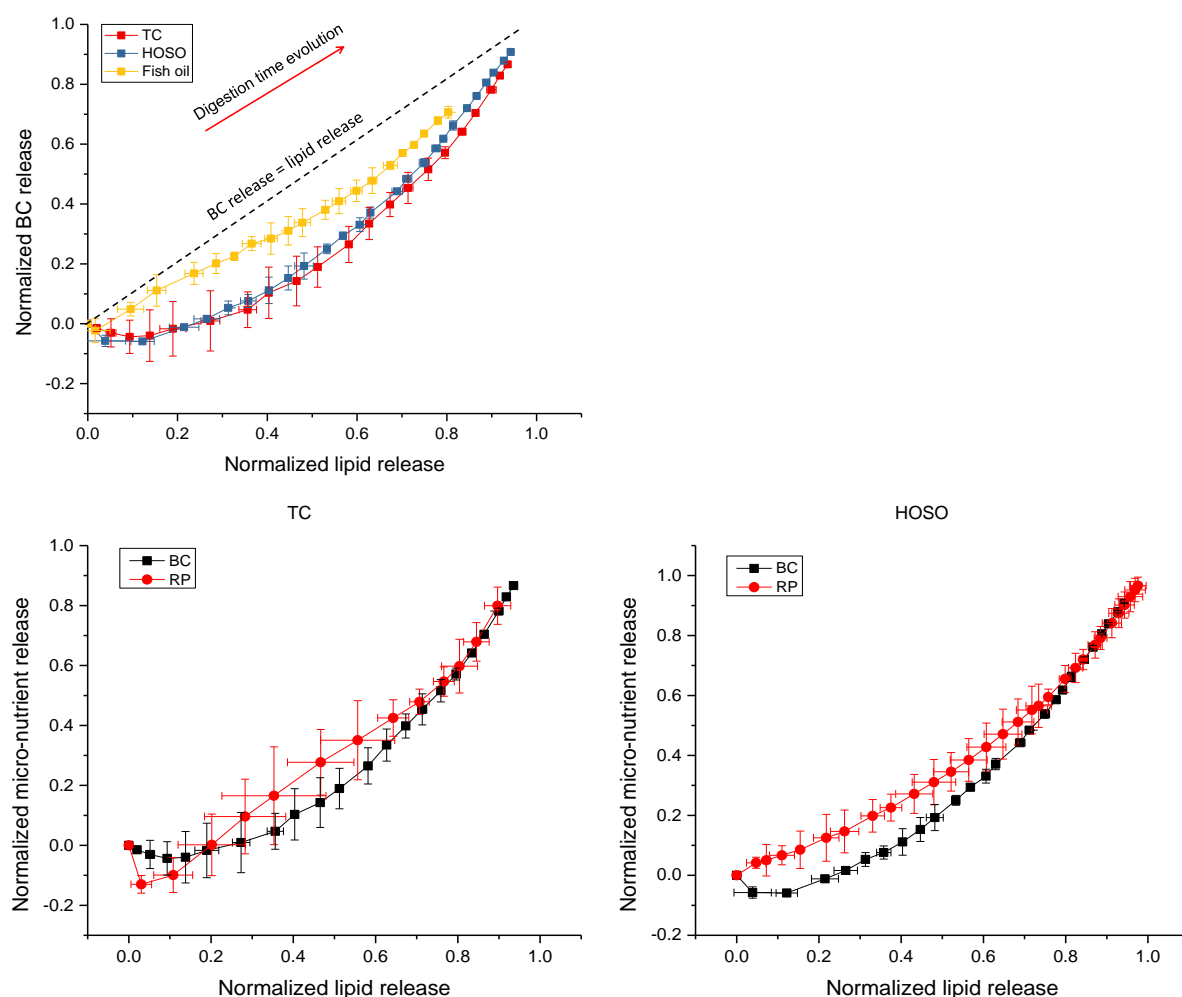 1.0
0.8
0.6
0.4
0.2
0.0
-0.2
Normalized BC release
TC
HOSO
Fish oil
Digestion time evolution
BC release = lipid release
0.0 0.2 0.4 0.6 0.8 1.0
Normalized lipid release
TC
1.0
0.8
0.6
0.4
0.2
0.0
-0.2
Normalized micro-nutrient release
BC
RP
0.0 0.2 0.4 0.6 0.8 1.0
Normalized lipid release
HOSO
1.0
0.8
0.6
0.4
0.2
0.0
-0.2
Normalized micro-nutrient release
BC
RP
0.0 0.2 0.4 0.6 0.8 1.0
Normalized lipid release